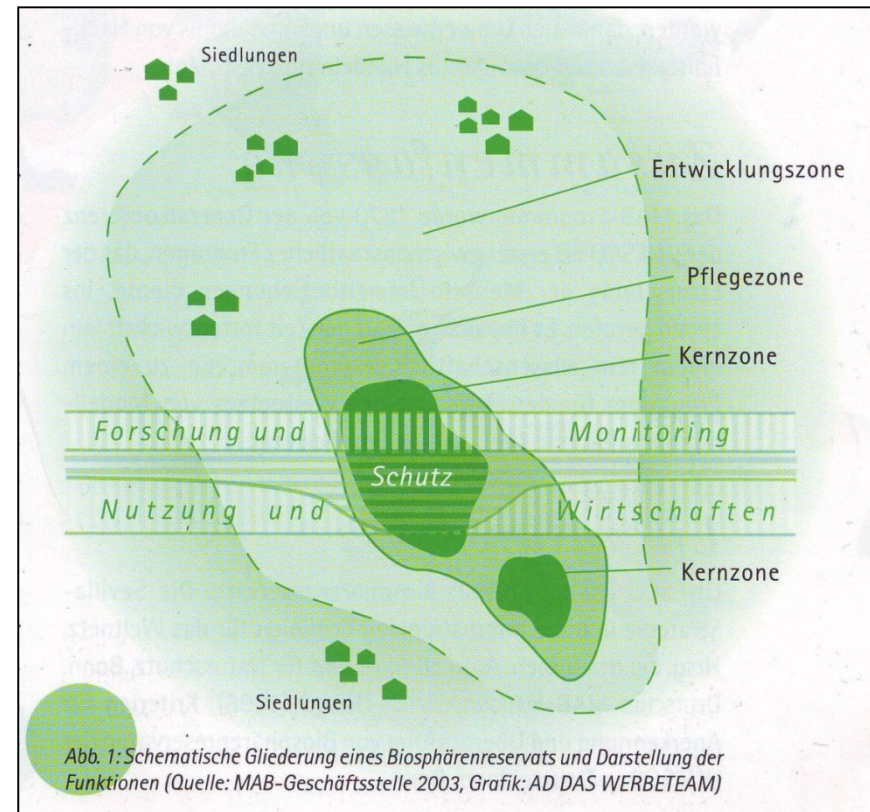 Siedlungen
Entwicklungszone
Pflegezone
Kernzone
Forschung und Monitoring
Schutz
Nutzung und Wirtschaften
Kernzone
Siedlungen
Abb. 1: Schematische Gliederung eines Biosphärenreservats und Darstellung der
Funktionen (Quelle: MAB-Geschäftsstelle 2003, Grafik: AD DAS WERBETEAM)